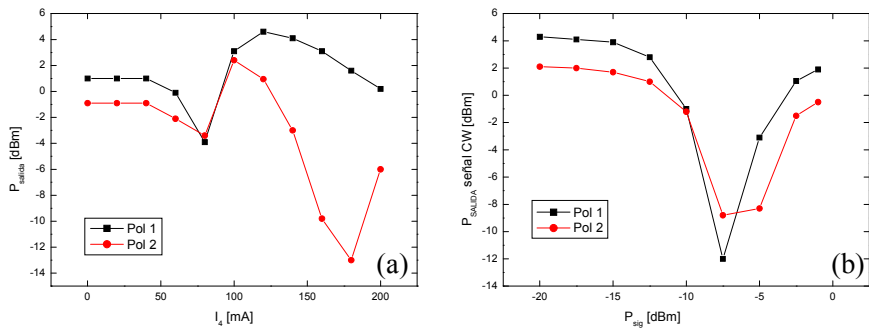 6
4
2
0
-2
-4
-6
-8
-10
-12
-14
P_salida [dBm]
Pol 1
Pol 2
(a)
0 50 100 150 200
I_4 [mA]
6
4
2
0
-2
-4
-6
-8
-10
-12
-14
P_SALIDA señal CW [dBm]
Pol 1
Pol 2
(b)
-20 -15 -10 -5 0
P_sig [dBm]